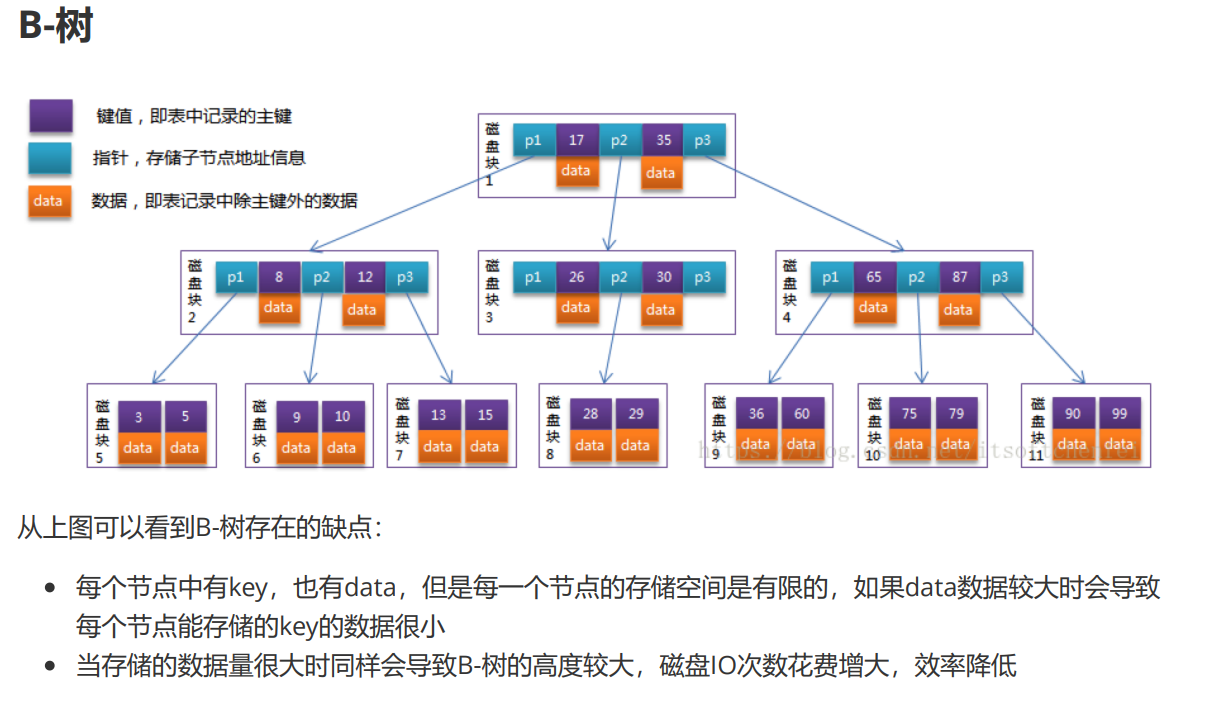 B-树
键值，即表中记录的主键
指针，存储子节点地址信息
data 数据，即表记录中除主键外的数据
磁盘块1 p1 17 p2 35 p3
data data
磁盘块2 p1 8 p2 12 p3
data data
磁盘块3 p1 26 p2 30 p3
data data
磁盘块4 p1 65 p2 87 p3
data data
磁盘块5 3 5
data data
磁盘块6 9 10
data data
磁盘块7 13 15
data data
磁盘块8 28 29
data data
磁盘块9 36 60
data data
磁盘块10 75 79
data data
磁盘块11 90 99
data data
从上图可以看到B-树存在的缺点：
每个节点中有key，也有data，但是每一个节点的存储空间是有限的，如果data数据较大时会导致
每个节点能存储的key的数据很小
当存储的数据量很大时同样会导致B-树的高度较大，磁盘IO次数花费增大，效率降低